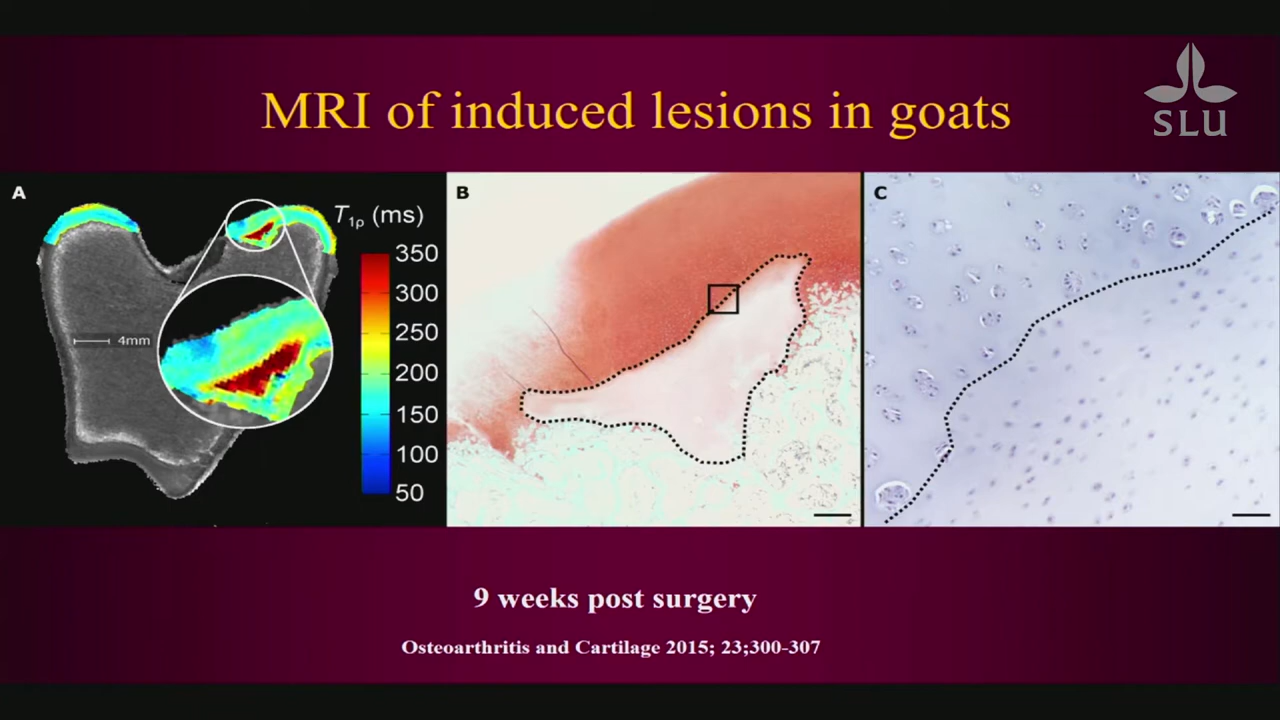 MRI of induced lesions in goats
SLU
A
T1ρ (ms)
350
300
250
200
150
100
50
4mm
B
C
9 weeks post surgery
Osteoarthritis and Cartilage 2015; 23;300-307